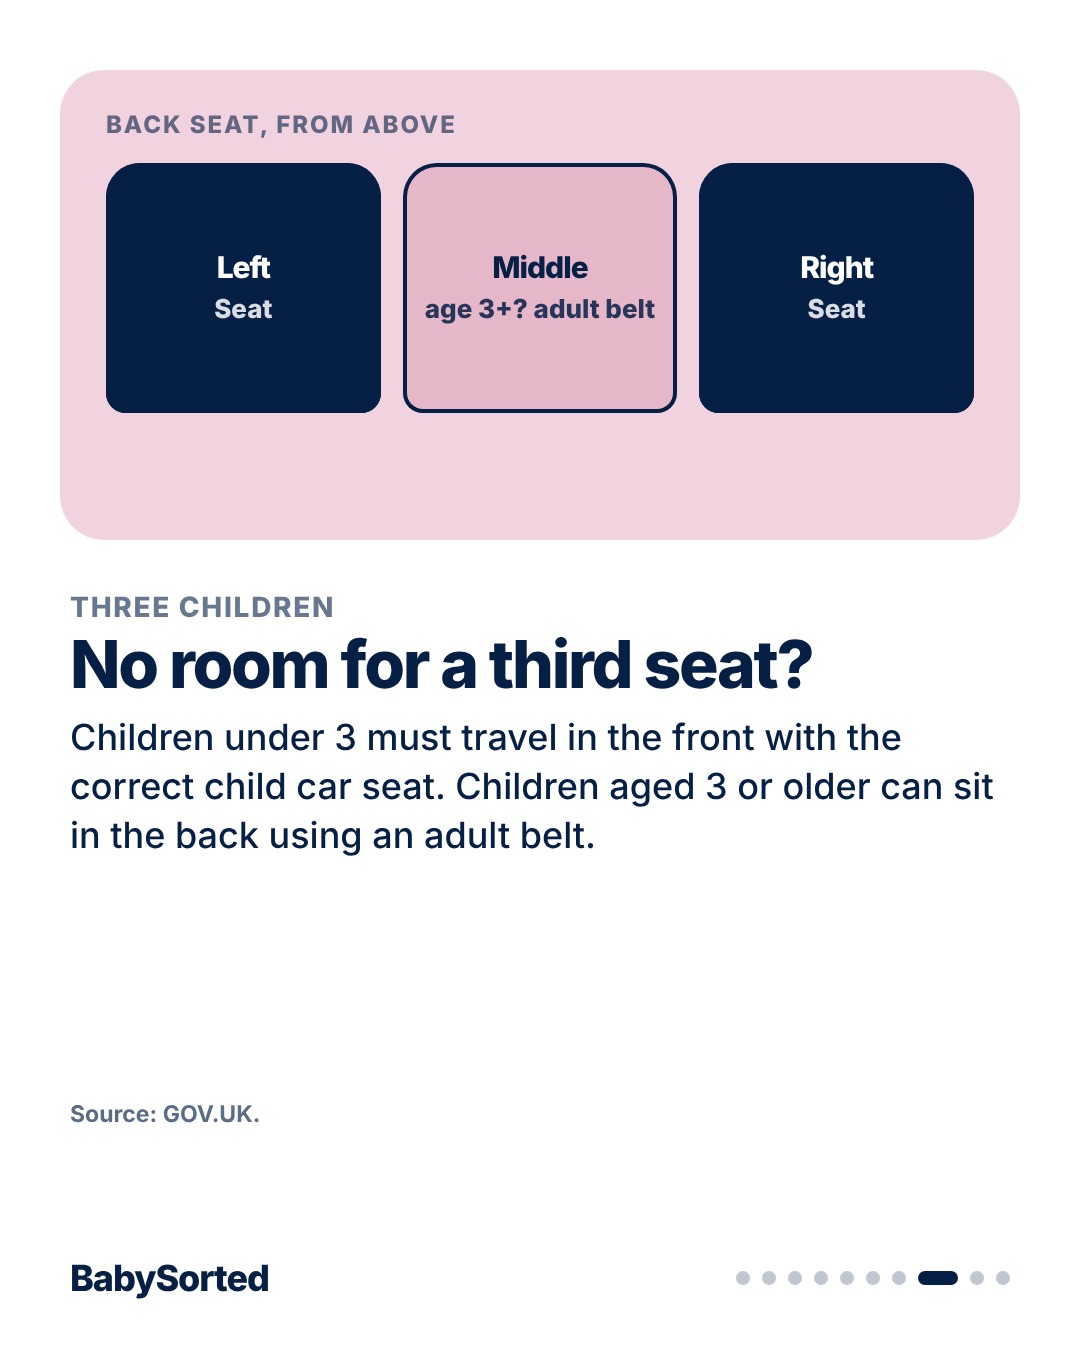 BACK SEAT, FROM ABOVE
Left
Seat
Middle
age 3+? adult belt
Right
Seat
THREE CHILDREN
No room for a third seat?
Children under 3 must travel in the front with the
correct child car seat. Children aged 3 or older can sit
in the back using an adult belt.
Source: GOV.UK.
BabySorted